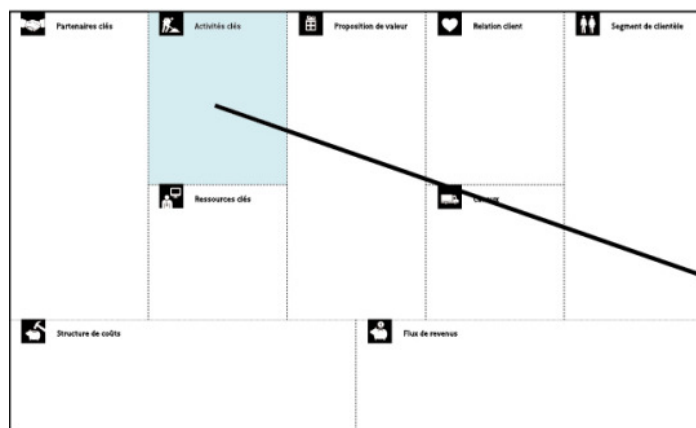 Partenaires clés
Activités clés
Proposition de valeur
Relation client
Segment de clientèle
Ressources clés
Structure de coûts
Flux de revenus